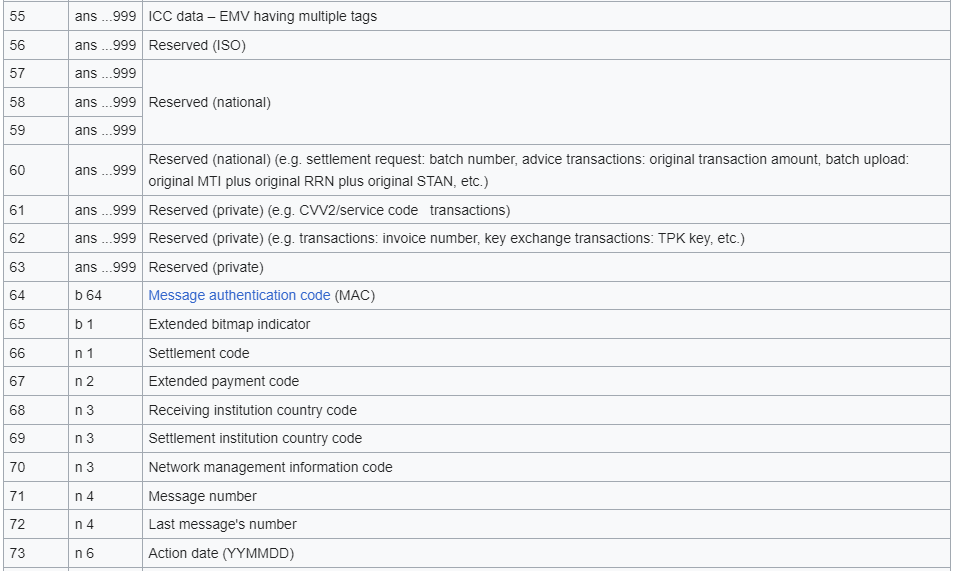 55 ans ...999 ICC data – EMV having multiple tags
56 ans ...999 Reserved (ISO)
57 ans ...999
58 ans ...999 Reserved (national)
59 ans ...999
60 ans ...999 Reserved (national) (e.g. settlement request: batch number, advice transactions: original transaction amount, batch upload:
original MTI plus original RRN plus original STAN, etc.)
61 ans ...999 Reserved (private) (e.g. CVV2/service code   transactions)
62 ans ...999 Reserved (private) (e.g. transactions: invoice number, key exchange transactions: TPK key, etc.)
63 ans ...999 Reserved (private)
64 b 64 Message authentication code (MAC)
65 b 1 Extended bitmap indicator
66 n 1 Settlement code
67 n 2 Extended payment code
68 n 3 Receiving institution country code
69 n 3 Settlement institution country code
70 n 3 Network management information code
71 n 4 Message number
72 n 4 Last message's number
73 n 6 Action date (YYMMDD)